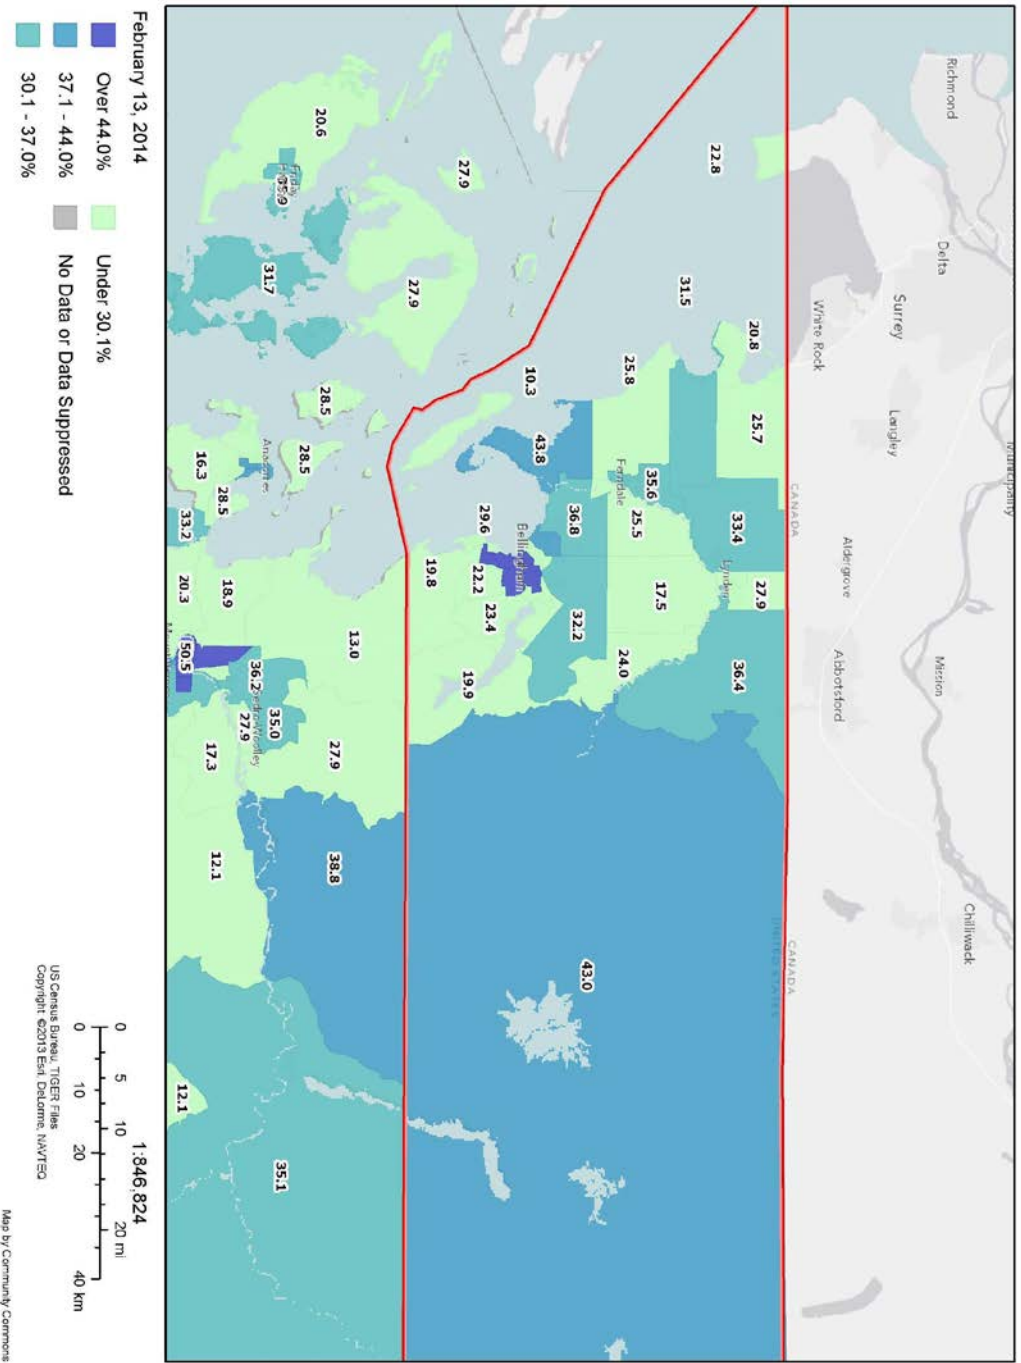 Richmond
Delta
Surrey
Langley
White Rock
Municipality
CANADA
Aldergrove
Abbotsford
Mission
Chilliwack
CANADA
UNITED STATES
22.8
31.5
20.8
25.7
25.8
33.4
27.9
36.4
Lynden
35.6
Ferndale
25.5
17.5
24.0
10.3
43.8
36.8
32.2
29.6
Bellingham
22.2
23.4
19.8
19.9
43.0
20.6
27.9
Friday
31.7
27.9
28.5
28.5
Anacortes
16.3
28.5
33.2
20.3
18.9
13.0
50.5
36.2
Sedro-Woolley
35.0
27.9
27.9
17.3
12.1
38.8
12.1
35.1
February 13, 2014
Over 44.0%
37.1 - 44.0%
30.1 - 37.0%
Under 30.1%
No Data or Data Suppressed
1:846,824
0 5 10 20 mi
0 10 20 40 km
US Census Bureau, TIGER Files
Copyright: ©2013 Esri, DeLorme, NAVTEQ
Map by Community Commons